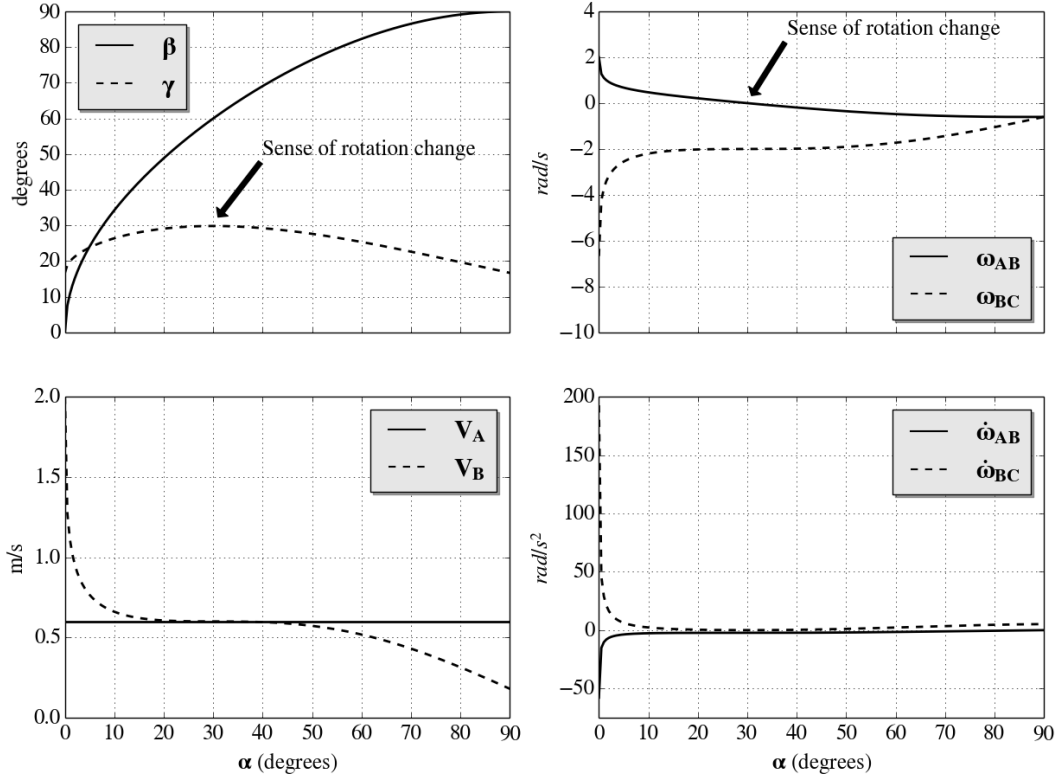 90
80
70
60
50
40
30
20
10
0
degrees
β
γ
Sense of rotation change
4
2
0
−2
−4
−6
−8
−10
rad/s
Sense of rotation change
ω_AB
ω_BC
2.0
1.5
1.0
0.5
0.0
m/s
V_A
V_B
0 10 20 30 40 50 60 70 80 90
α (degrees)
200
150
100
50
0
−50
rad/s²
ω̇_AB
ω̇_BC
0 10 20 30 40 50 60 70 80 90
α (degrees)